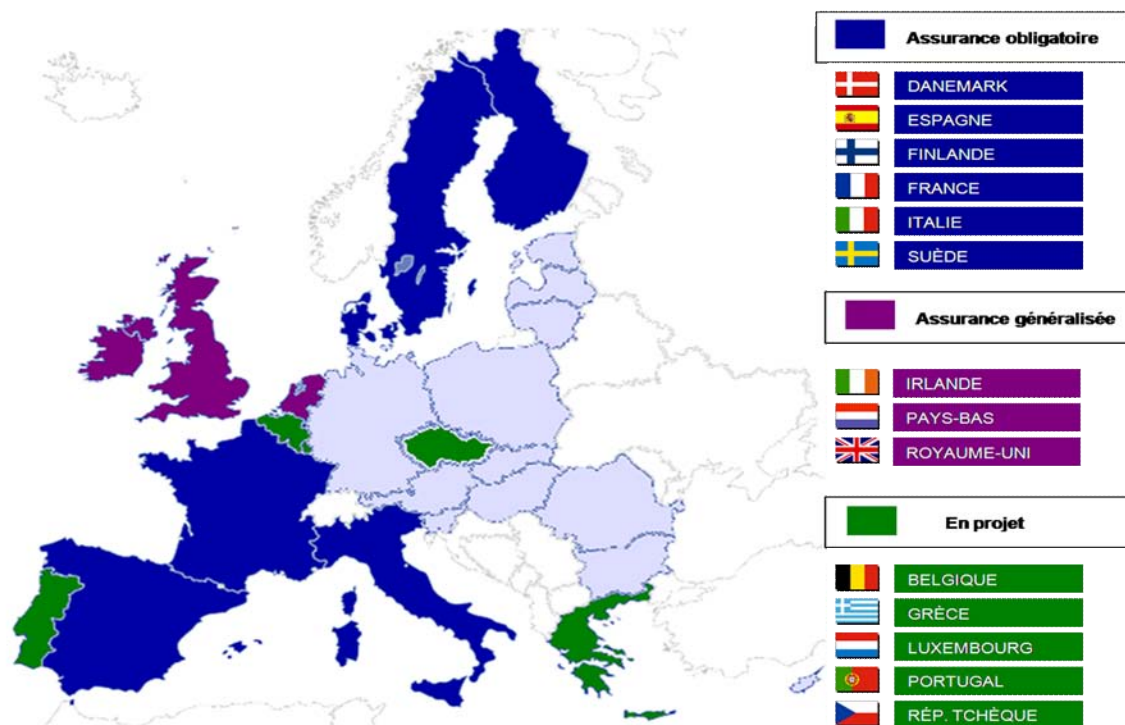 Assurance obligatoire
DANEMARK
ESPAGNE
FINLANDE
FRANCE
ITALIE
SUÈDE
Assurance généralisée
IRLANDE
PAYS-BAS
ROYAUME-UNI
En projet
BELGIQUE
GRÈCE
LUXEMBOURG
PORTUGAL
RÉP. TCHÈQUE